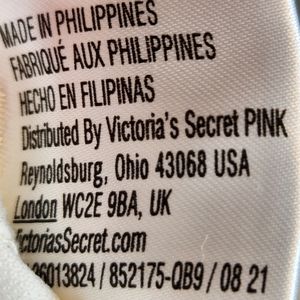 MADE IN PHILIPPINES
FABRIQUÉ AUX PHILIPPINES
HECHO EN FILIPINAS
Distributed By Victoria's Secret PINK
Reynoldsburg, Ohio 43068 USA
London WC2E 9BA, UK
ictoriasSecret.com
26013824 / 852175-QB9 / 08 21